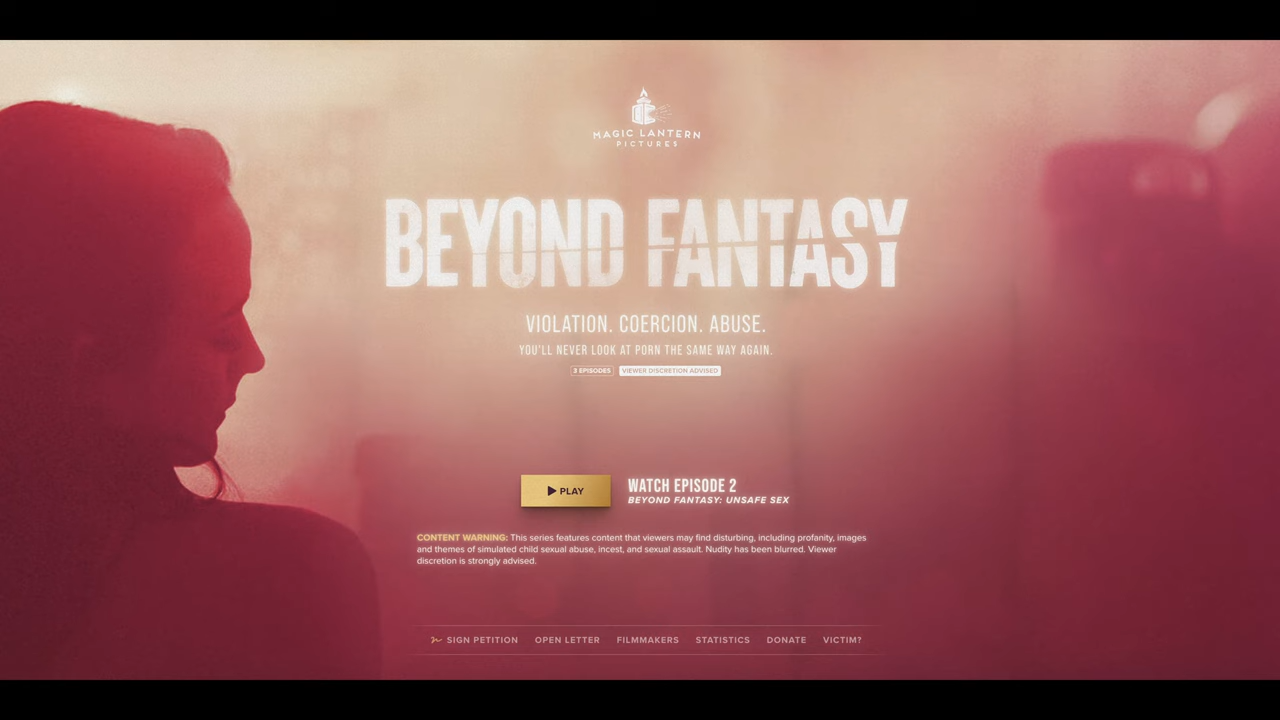 MAGIC LANTERN
PICTURES
BEYOND FANTASY
VIOLATION. COERCION. ABUSE.
YOU'LL NEVER LOOK AT PORN THE SAME WAY AGAIN.
3 EPISODES VIEWER DISCRETION ADVISED
PLAY
WATCH EPISODE 2
BEYOND FANTASY: UNSAFE SEX
CONTENT WARNING: This series features content that viewers may find disturbing, including profanity, images
and themes of simulated child sexual abuse, incest, and sexual assault. Nudity has been blurred. Viewer
discretion is strongly advised.
SIGN PETITION OPEN LETTER FILMMAKERS STATISTICS DONATE VICTIM?